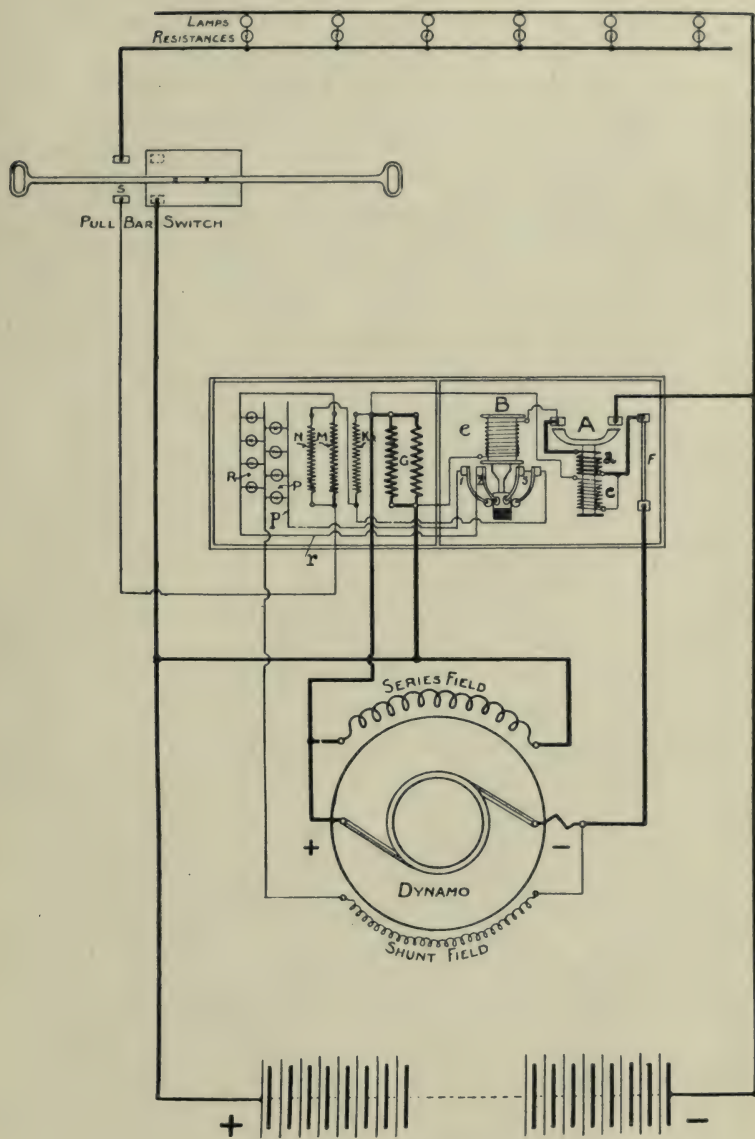 LAMPS
RESISTANCES
S
PULL BAR SWITCH
B
A
e
N M K
G
a
F
1 2 3
e
R P
P
r
SERIES FIELD
+ −
DYNAMO
SHUNT FIELD
+ −